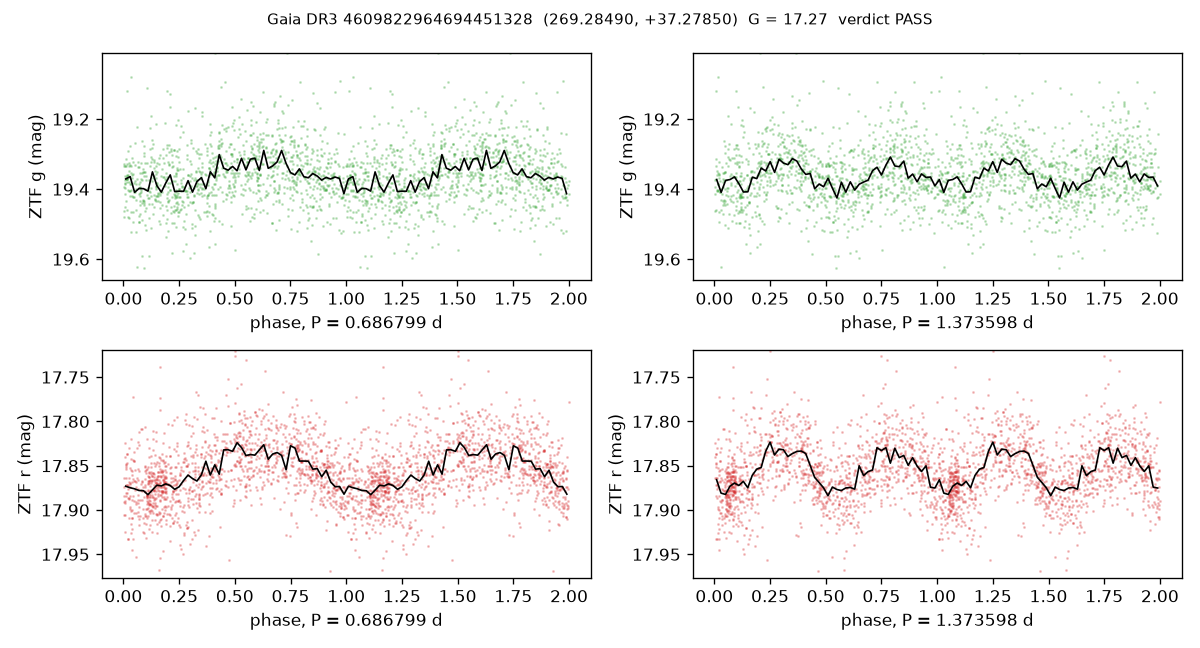 Gaia DR3 4609822964694451328  (269.28490, +37.27850)  G = 17.27  verdict PASS
ZTF g (mag)
19.2
19.4
19.6
0.00 0.25 0.50 0.75 1.00 1.25 1.50 1.75 2.00
phase, P = 0.686799 d
ZTF g (mag)
19.2
19.4
19.6
0.00 0.25 0.50 0.75 1.00 1.25 1.50 1.75 2.00
phase, P = 1.373598 d
ZTF r (mag)
17.75
17.80
17.85
17.90
17.95
0.00 0.25 0.50 0.75 1.00 1.25 1.50 1.75 2.00
phase, P = 0.686799 d
ZTF r (mag)
17.75
17.80
17.85
17.90
17.95
0.00 0.25 0.50 0.75 1.00 1.25 1.50 1.75 2.00
phase, P = 1.373598 d